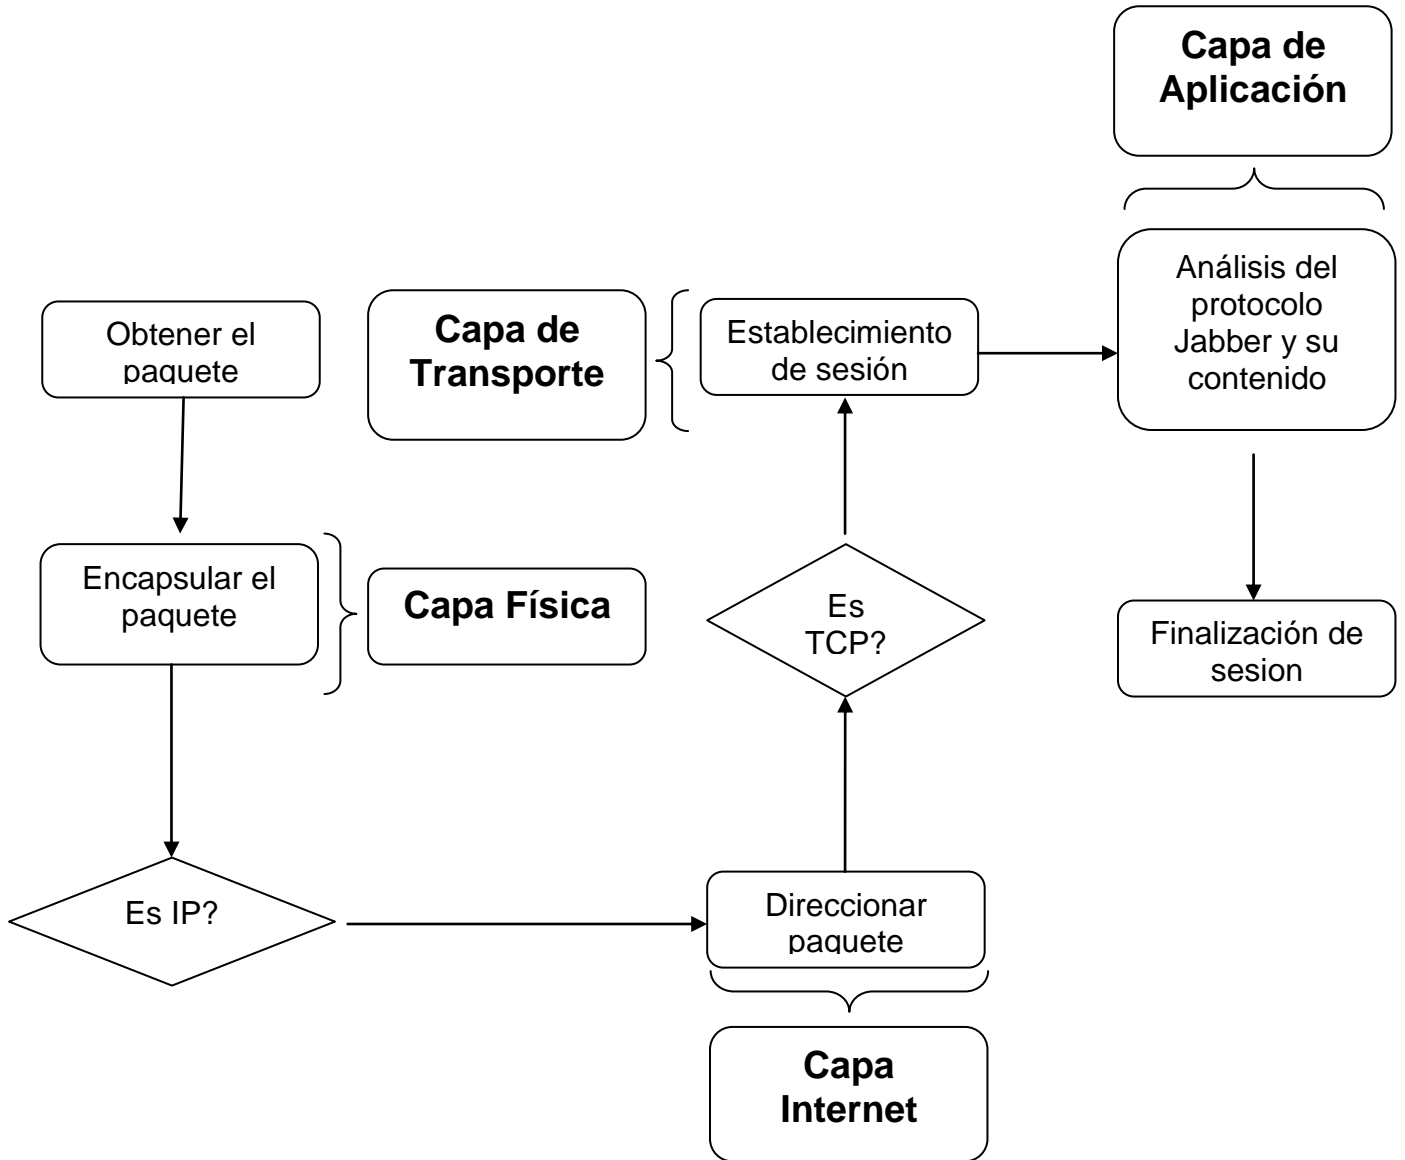 Capa de
Aplicación
Análisis del
protocolo
Jabber y su
contenido
Obtener el
paquete
Capa de
Transporte
Establecimiento
de sesión
Encapsular el
paquete
Capa Física
Es
TCP?
Finalización de
sesion
Es IP?
Direccionar
paquete
Capa
Internet